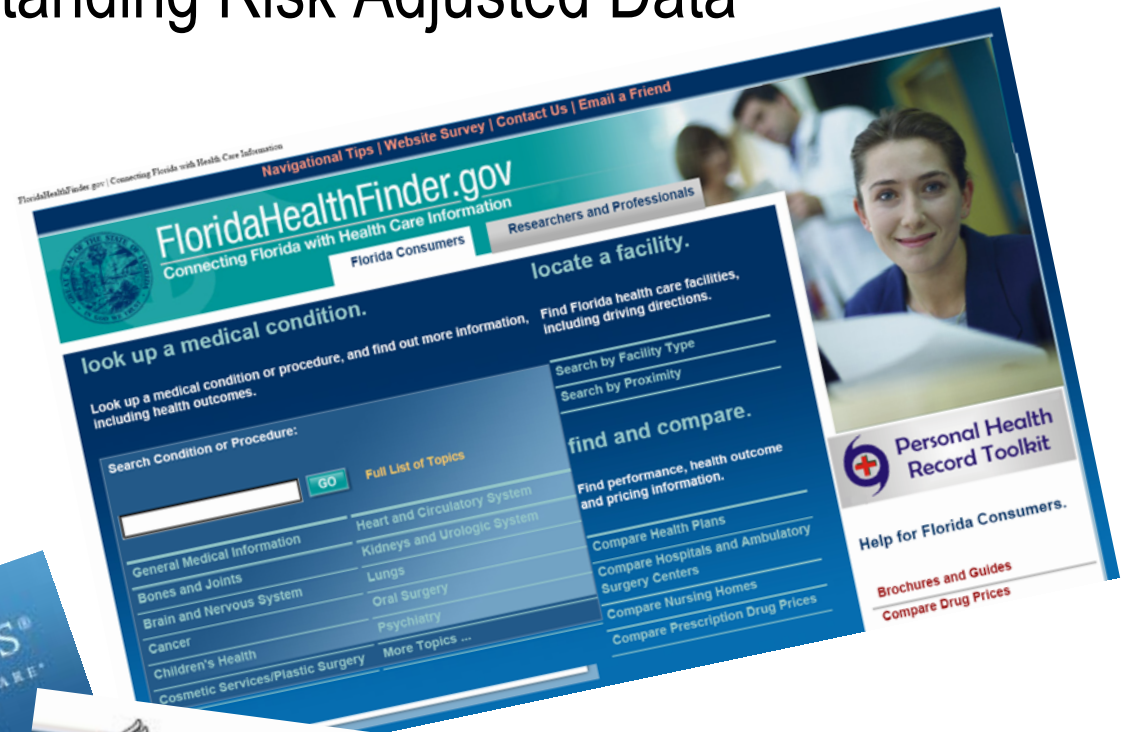 tanding Risk Adjusted Data
FloridaHealthFinder.gov | Connecting Florida with Health Care Information
Navigational Tips | Website Survey | Contact Us | Email a Friend
FloridaHealthFinder.gov
Connecting Florida with Health Care Information
Florida Consumers
Researchers and Professionals
look up a medical condition.
Look up a medical condition or procedure, and find out more information,
including health outcomes.
Search Condition or Procedure:
GO
Full List of Topics
General Medical Information
Bones and Joints
Brain and Nervous System
Cancer
Children's Health
Cosmetic Services/Plastic Surgery
Heart and Circulatory System
Kidneys and Urologic System
Lungs
Oral Surgery
Psychiatry
More Topics ...
locate a facility.
Find Florida health care facilities,
including driving directions.
Search by Facility Type
Search by Proximity
find and compare.
Find performance, health outcome
and pricing information.
Compare Health Plans
Compare Hospitals and Ambulatory
Surgery Centers
Compare Nursing Homes
Compare Prescription Drug Prices
Personal Health
Record Toolkit
Help for Florida Consumers.
Brochures and Guides
Compare Drug Prices
S®
ARE